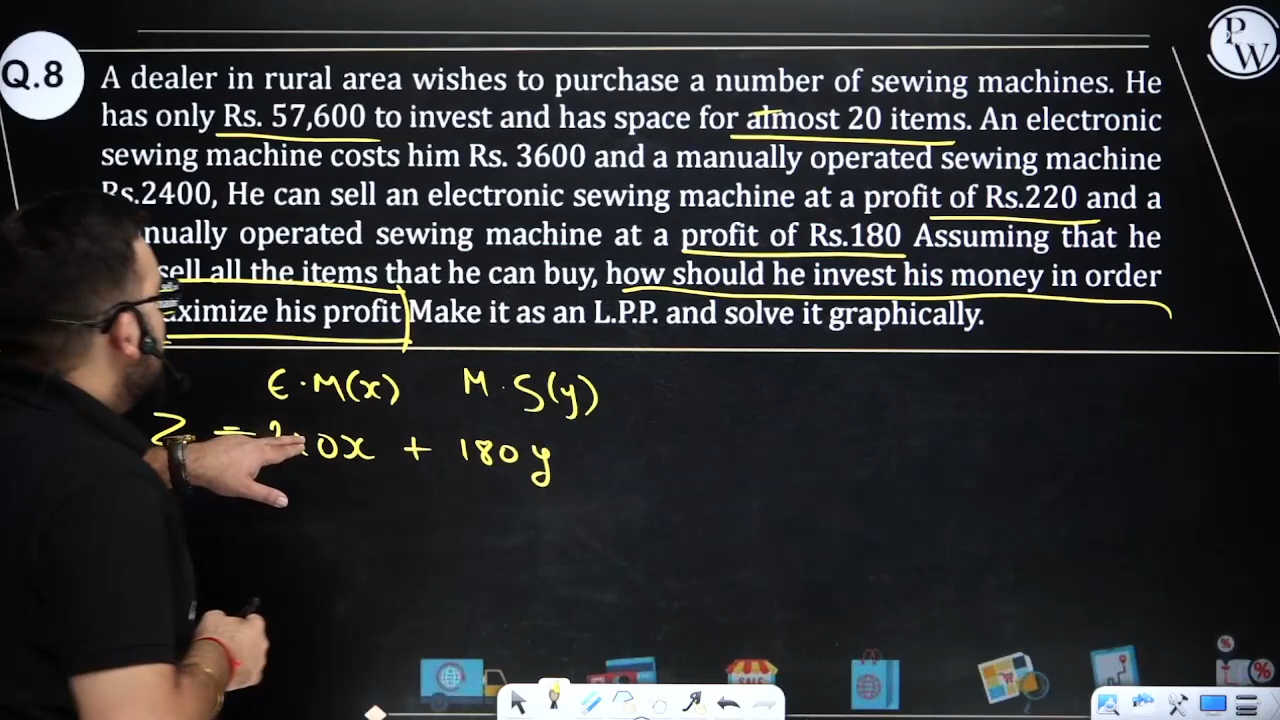 Q.8
A dealer in rural area wishes to purchase a number of sewing machines. He
has only Rs. 57,600 to invest and has space for almost 20 items. An electronic
sewing machine costs him Rs. 3600 and a manually operated sewing machine
Rs.2400, He can sell an electronic sewing machine at a profit of Rs.220 and a
operated sewing machine at a profit of Rs.180 Assuming that he
sell all the items that he can buy, how should he invest his money in order
his profit Make it as an L.P.P. and solve it graphically.
E.M(x) M.S(y)
Z = 220x + 180y
PW
SALE
%
%